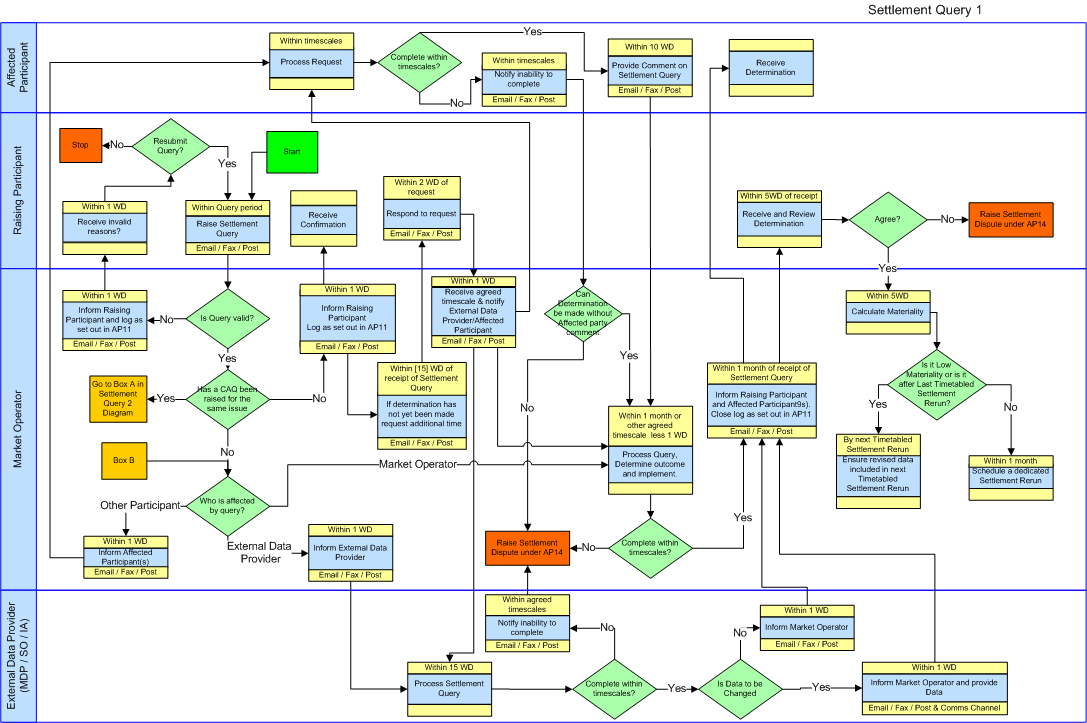 Settlement Query 1
Affected
Participant
Within timescales
Process Request
Complete within
timescales?
Yes
No
Within timescales
Notify inability to
complete
Email / Fax / Post
Within 10 WD
Provide Comment on
Settlement Query
Email / Fax / Post
Receive
Determination
Raising Participant
Stop
No
Resubmit
Query?
Yes
Start
Within 1 WD
Receive invalid
reasons?
Within Query period
Raise Settlement
Query
Email / Fax / Post
Receive
Confirmation
Within 2 WD of
request
Respond to request
Email / Fax / Post
Within 5WD of receipt
Receive and Review
Determination
Agree?
No
Yes
Raise Settlement
Dispute under AP14
Market Operator
Within 1 WD
Inform Raising
Participant and log as
set out in AP11
Email / Fax / Post
No
Is Query valid?
Yes
Within 1 WD
Inform Raising
Participant
Log as set out in AP11
Email / Fax / Post
Within 1 WD
Receive agreed
timescale & notify
External Data
Provider/Affected
Participant
Email / Fax / Post
Can
Determination
be made without
Affected party
comment
Yes
No
Within 5WD
Calculate Materiality
Go to Box A in
Settlement
Query 2
Diagram
Yes
Has a CAQ been
raised for the
same issue
No
No
Within [15] WD of
receipt of Settlement
Query
If determination has
not yet been made
request additional time
Email / Fax / Post
Within 1 month of receipt of
Settlement Query
Inform Raising Participant
and Affected Participant9s).
Close log as set out in AP11
Email / Fax / Post
Is it Low
Materiality or is it
after Last Timetabled
Settlement
Rerun?
Yes
No
Within 1 month or
other agreed
timescale less 1 WD
Process Query,
Determine outcome
and implement.
By next Timetabled
Settlement Rerun
Ensure revised data
included in next
Timetabled
Settlement Rerun
Within 1 month
Schedule a dedicated
Settlement Rerun
Box B
Market Operator
Who is affected
by query?
Other Participant
External Data
Provider
Within 1 WD
Inform Affected
Participant(s)
Email / Fax / Post
Within 1 WD
Inform External Data
Provider
Email / Fax / Post
Raise Settlement
Dispute under AP14
No
Complete within
timescales?
Yes
External Data Provider
(MDP / SO / IA)
Within agreed
timescales
Notify inability to
complete
Email / Fax / Post
Within 15 WD
Process Settlement
Query
No
Complete within
timescales?
Yes
No
Is Data to be
Changed
Yes
Within 1 WD
Inform Market Operator
Email / Fax / Post
Within 1 WD
Inform Market Operator and provide
Data
Email / Fax / Post & Comms Channel